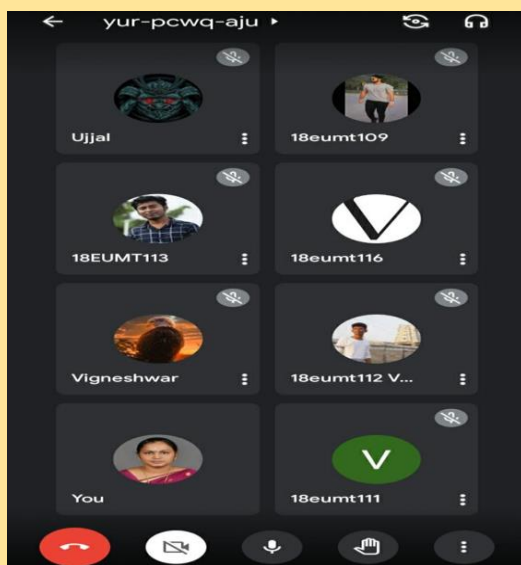 yur-pcwq-aju
Ujjal
18eumt109
18EUMT113
V
18eumt116
Vigneshwar
18eumt112 V...
You
V
18eumt111